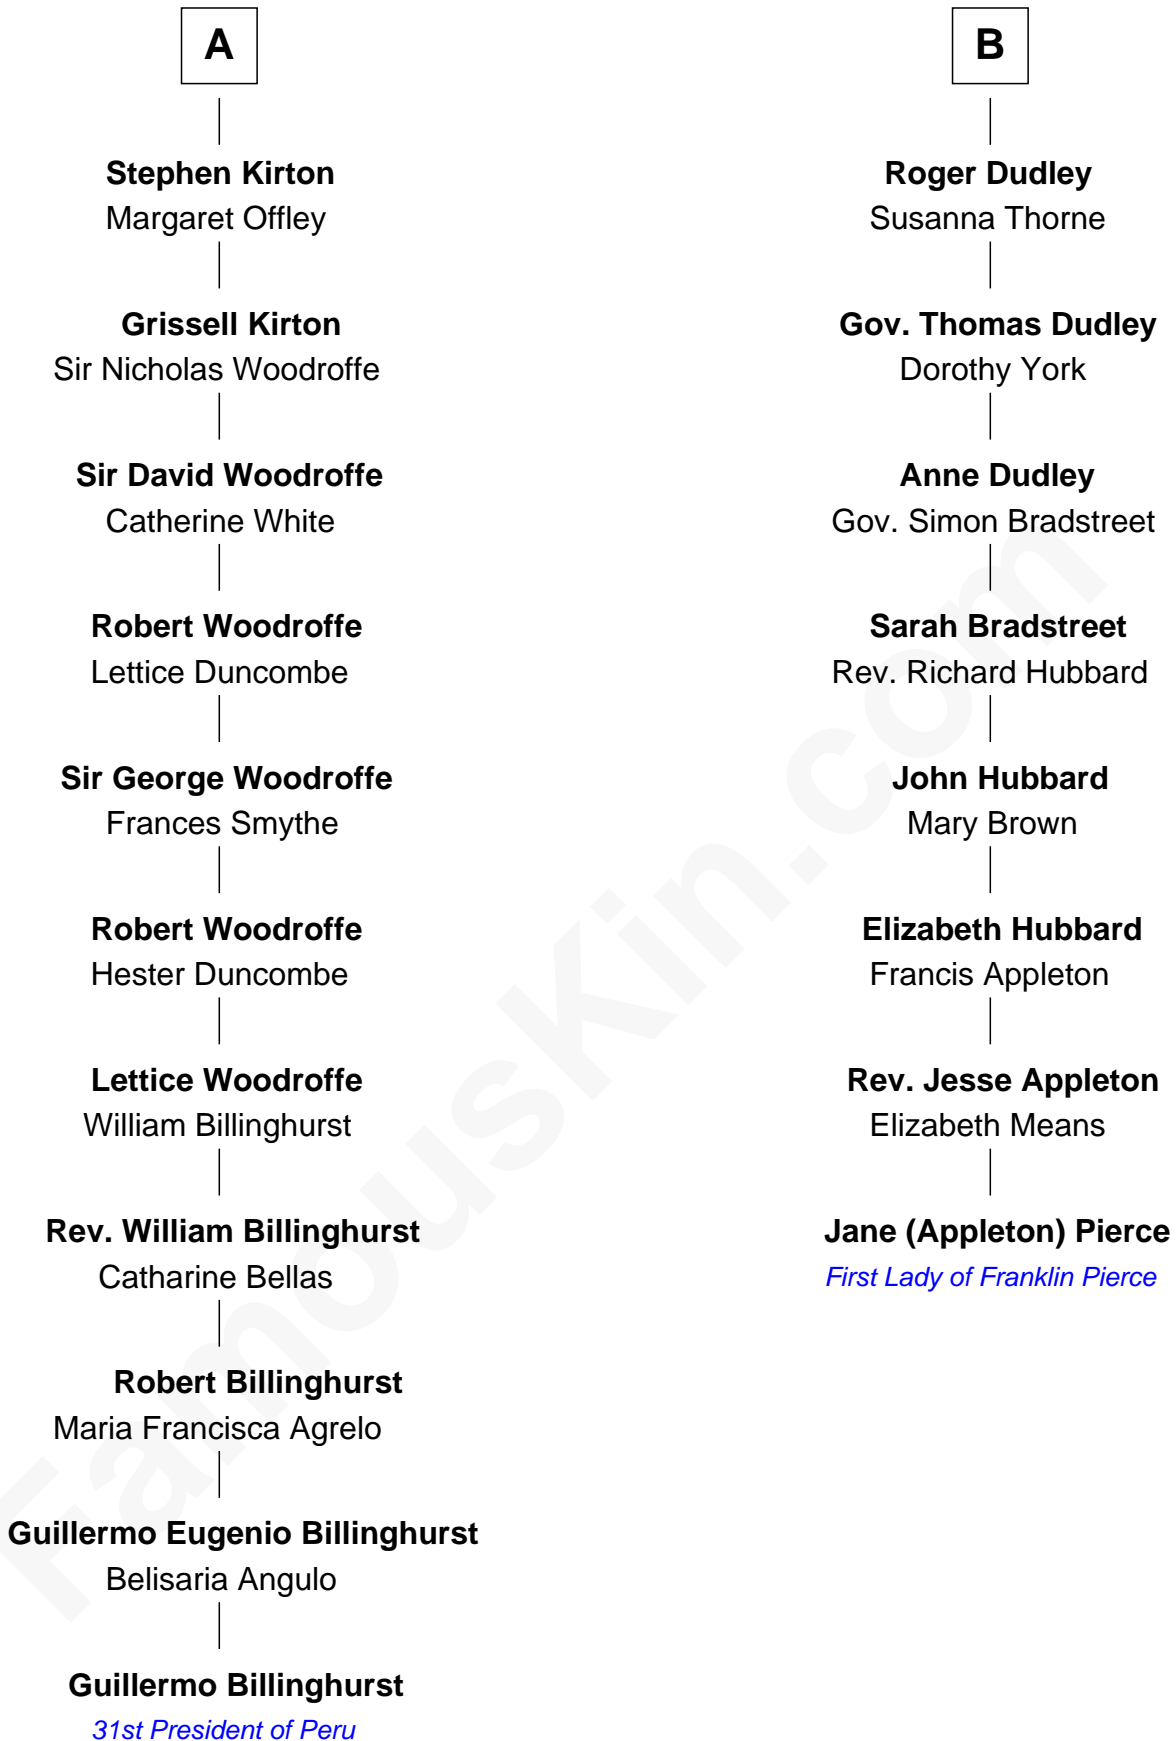 A
Stephen Kirton
Margaret Offley
Grissell Kirton
Sir Nicholas Woodroffe
Sir David Woodroffe
Catherine White
Robert Woodroffe
Lettice Duncombe
Sir George Woodroffe
Frances Smythe
Robert Woodroffe
Hester Duncombe
Lettice Woodroffe
William Billinghurst
Rev. William Billinghurst
Catharine Bellas
Robert Billinghurst
Maria Francisca Agrelo
Guillermo Eugenio Billinghurst
Belisaria Angulo
Guillermo Billinghurst
31st President of Peru
B
Roger Dudley
Susanna Thorne
Gov. Thomas Dudley
Dorothy York
Anne Dudley
Gov. Simon Bradstreet
Sarah Bradstreet
Rev. Richard Hubbard
John Hubbard
Mary Brown
Elizabeth Hubbard
Francis Appleton
Rev. Jesse Appleton
Elizabeth Means
Jane (Appleton) Pierce
First Lady of Franklin Pierce
FamousKin.com